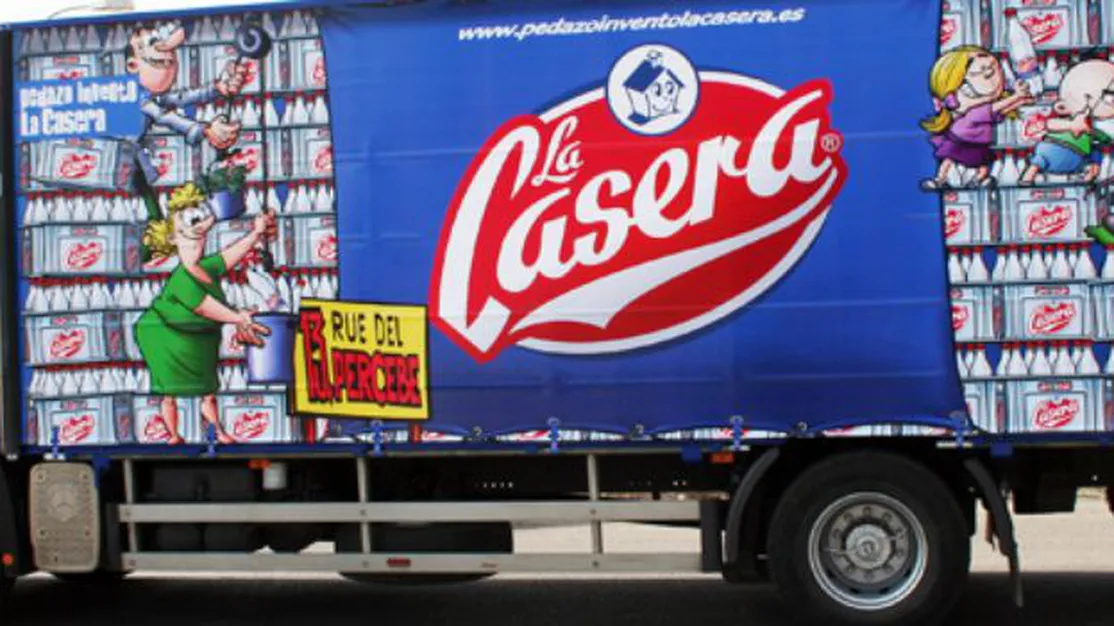 www.pedazoinventolacasera.es
pedazo invento
La Casera
La
Casera®
13, RUE DEL
PERCEBE